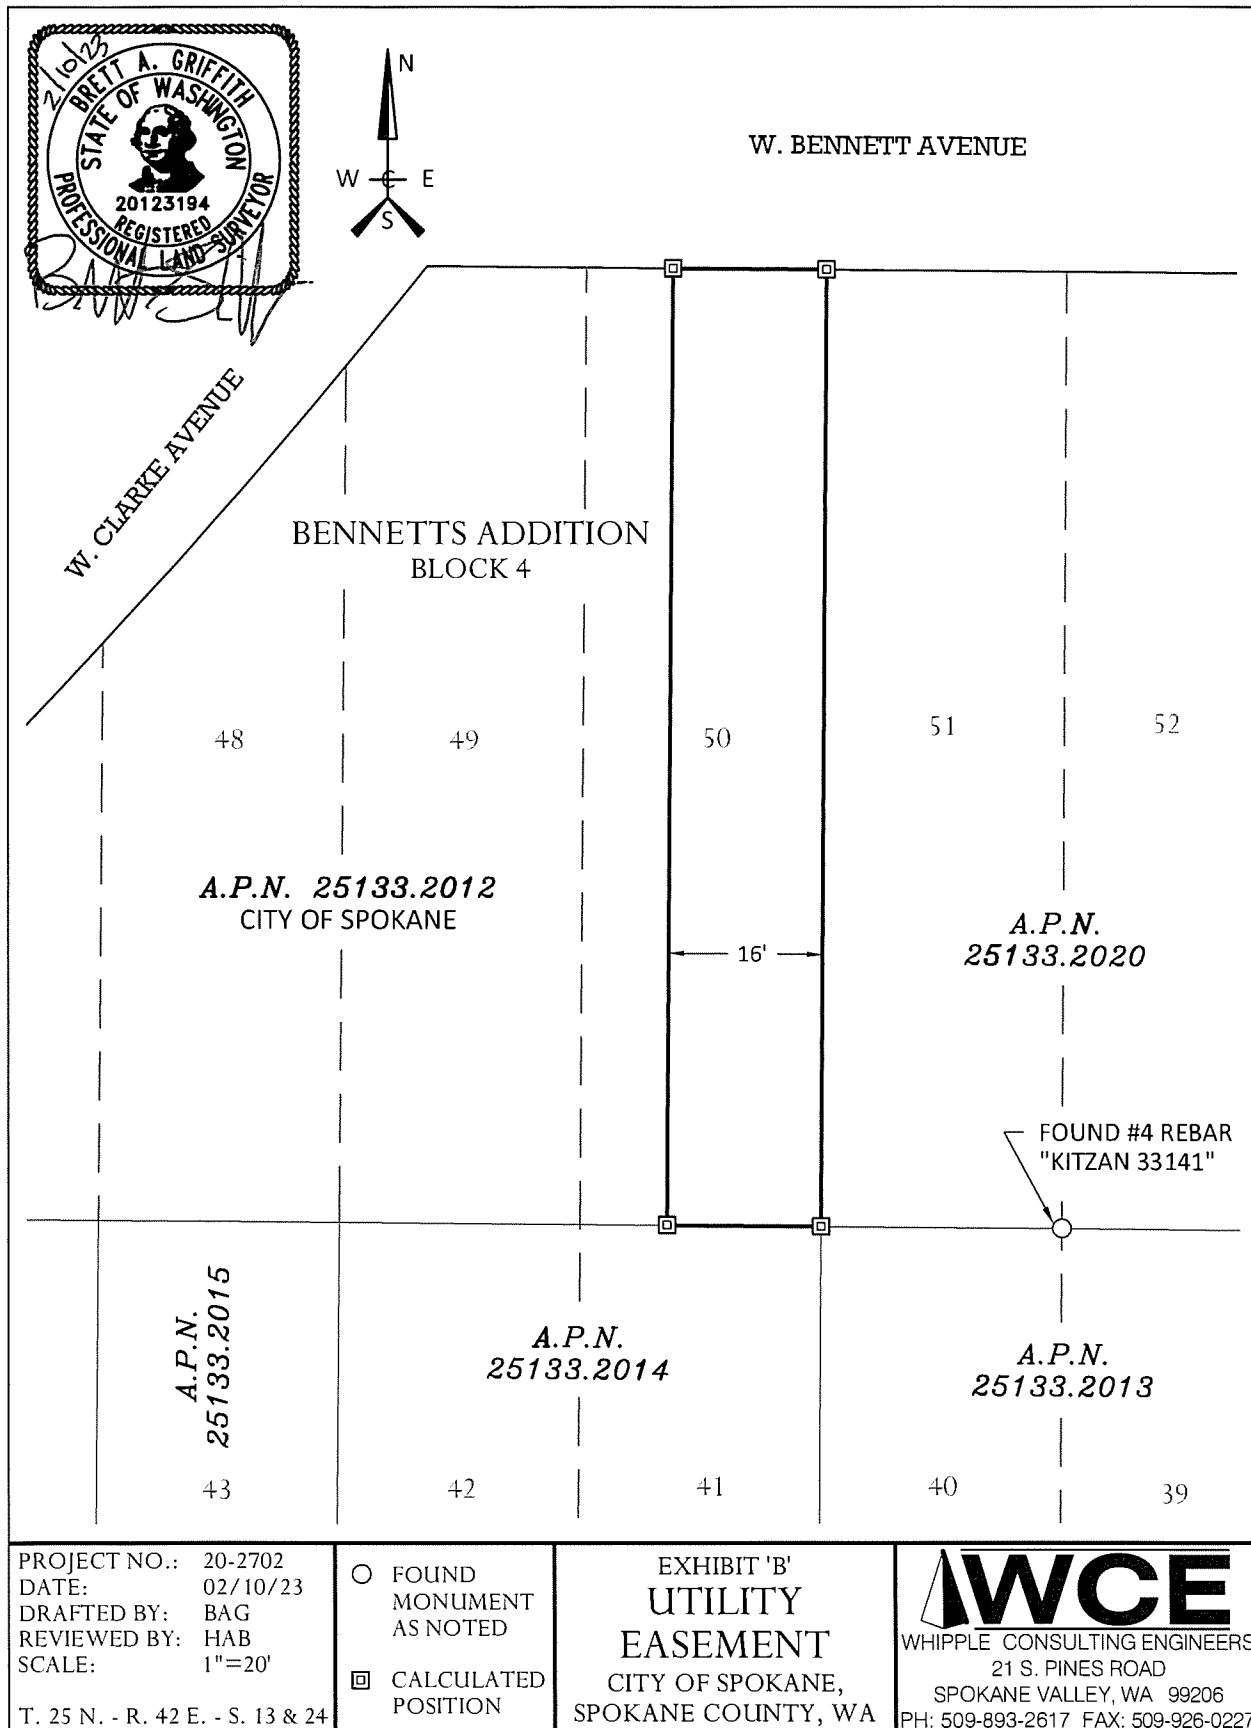 2/10/23
BRETT A. GRIFFITH
STATE OF WASHINGTON
20123194
REGISTERED
PROFESSIONAL LAND SURVEYOR
N
W C E
S
W. BENNETT AVENUE
W. CLARKE AVENUE
BENNETTS ADDITION
BLOCK 4
48
49
50
51
52
A.P.N. 25133.2012
CITY OF SPOKANE
16'
A.P.N.
25133.2020
FOUND #4 REBAR
"KITZAN 33141"
A.P.N.
25133.2015
A.P.N.
25133.2014
A.P.N.
25133.2013
43
42
41
40
39
PROJECT NO.: 20-2702
DATE: 02/10/23
DRAFTED BY: BAG
REVIEWED BY: HAB
SCALE: 1"=20'
T. 25 N. - R. 42 E. - S. 13 & 24
FOUND
MONUMENT
AS NOTED
CALCULATED
POSITION
EXHIBIT 'B'
UTILITY
EASEMENT
CITY OF SPOKANE,
SPOKANE COUNTY, WA
WCE
WHIPPLE CONSULTING ENGINEERS
21 S. PINES ROAD
SPOKANE VALLEY, WA 99206
PH: 509-893-2617 FAX: 509-926-0227